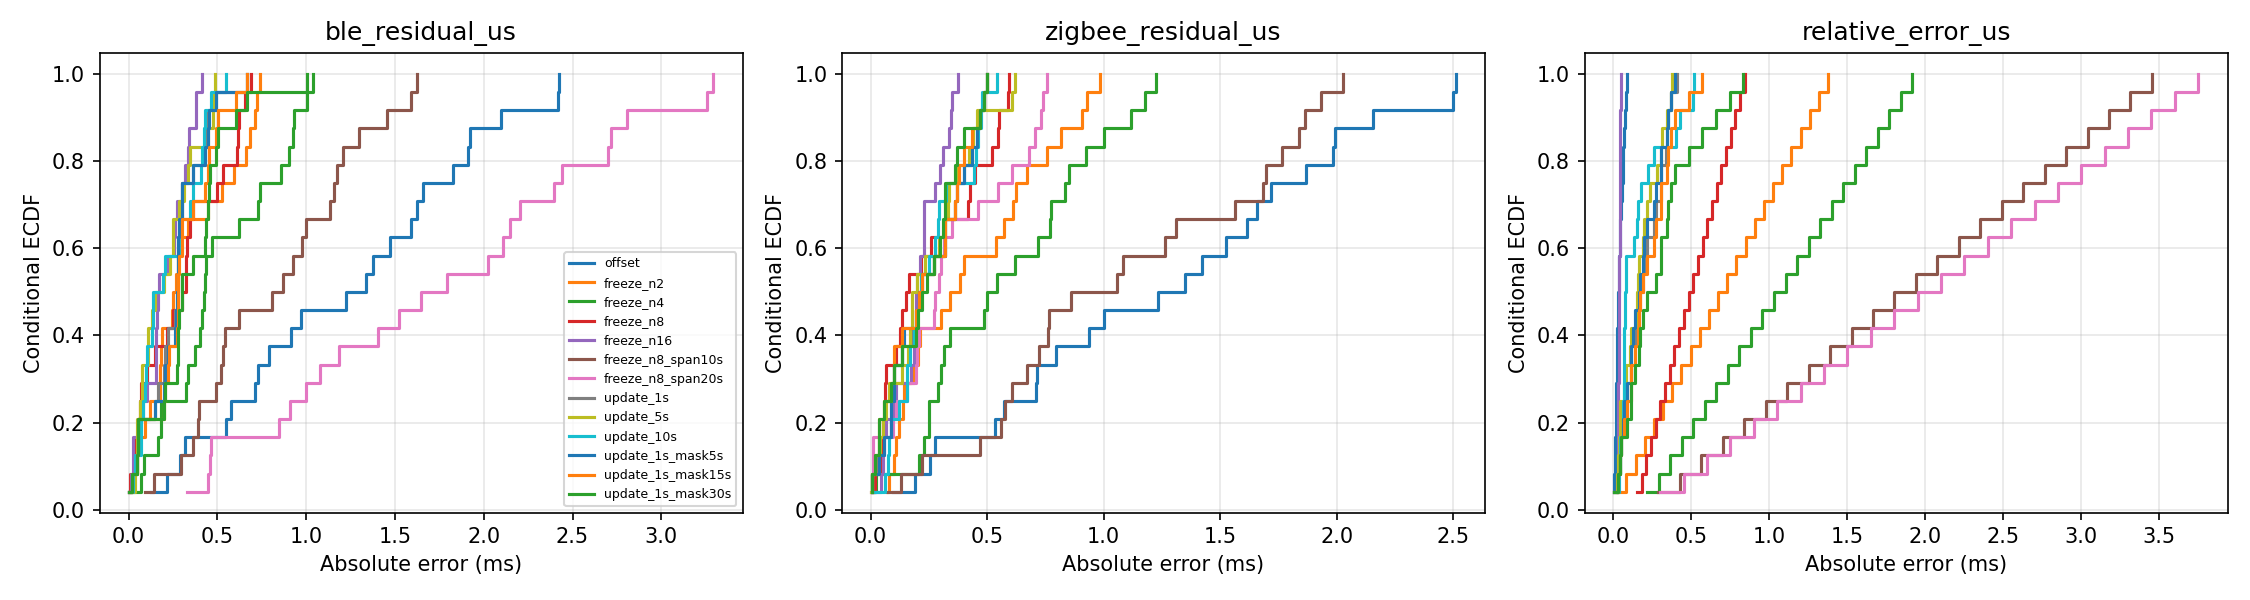 ble_residual_us
Conditional ECDF
1.0
0.8
0.6
0.4
0.2
0.0
0.0 0.5 1.0 1.5 2.0 2.5 3.0
Absolute error (ms)
offset
freeze_n2
freeze_n4
freeze_n8
freeze_n16
freeze_n8_span10s
freeze_n8_span20s
update_1s
update_5s
update_10s
update_1s_mask5s
update_1s_mask15s
update_1s_mask30s
zigbee_residual_us
Conditional ECDF
1.0
0.8
0.6
0.4
0.2
0.0
0.0 0.5 1.0 1.5 2.0 2.5
Absolute error (ms)
relative_error_us
Conditional ECDF
1.0
0.8
0.6
0.4
0.2
0.0
0.0 0.5 1.0 1.5 2.0 2.5 3.0 3.5
Absolute error (ms)